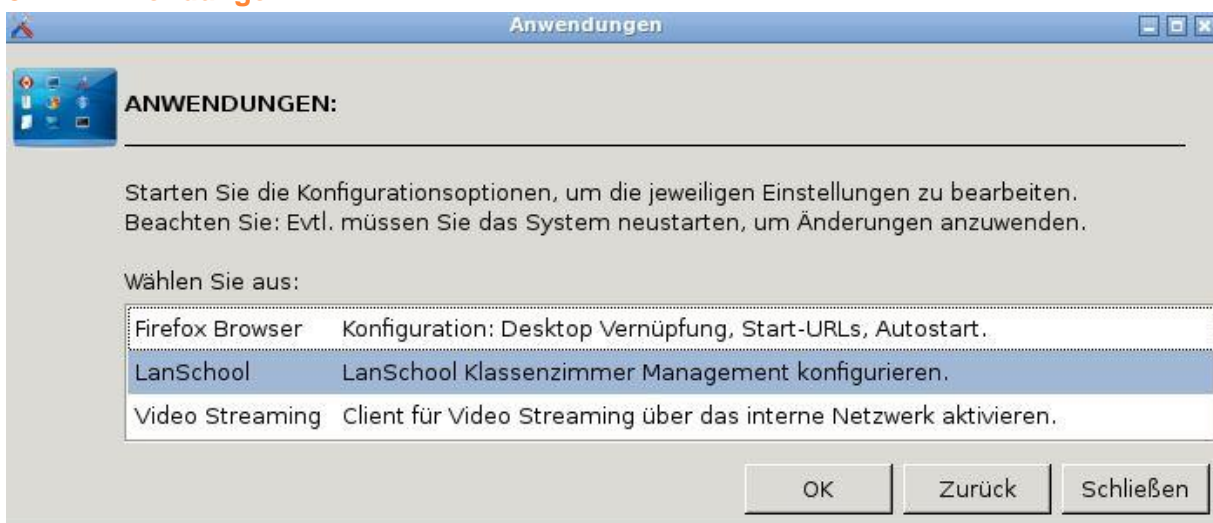 Anwendungen
ANWENDUNGEN:
Starten Sie die Konfigurationsoptionen, um die jeweiligen Einstellungen zu bearbeiten.
Beachten Sie: Evtl. müssen Sie das System neustarten, um Änderungen anzuwenden.
Wählen Sie aus:
Firefox Browser Konfiguration: Desktop Vernüpfung, Start-URLs, Autostart.
LanSchool LanSchool Klassenzimmer Management konfigurieren.
Video Streaming Client für Video Streaming über das interne Netzwerk aktivieren.
OK Zurück Schließen